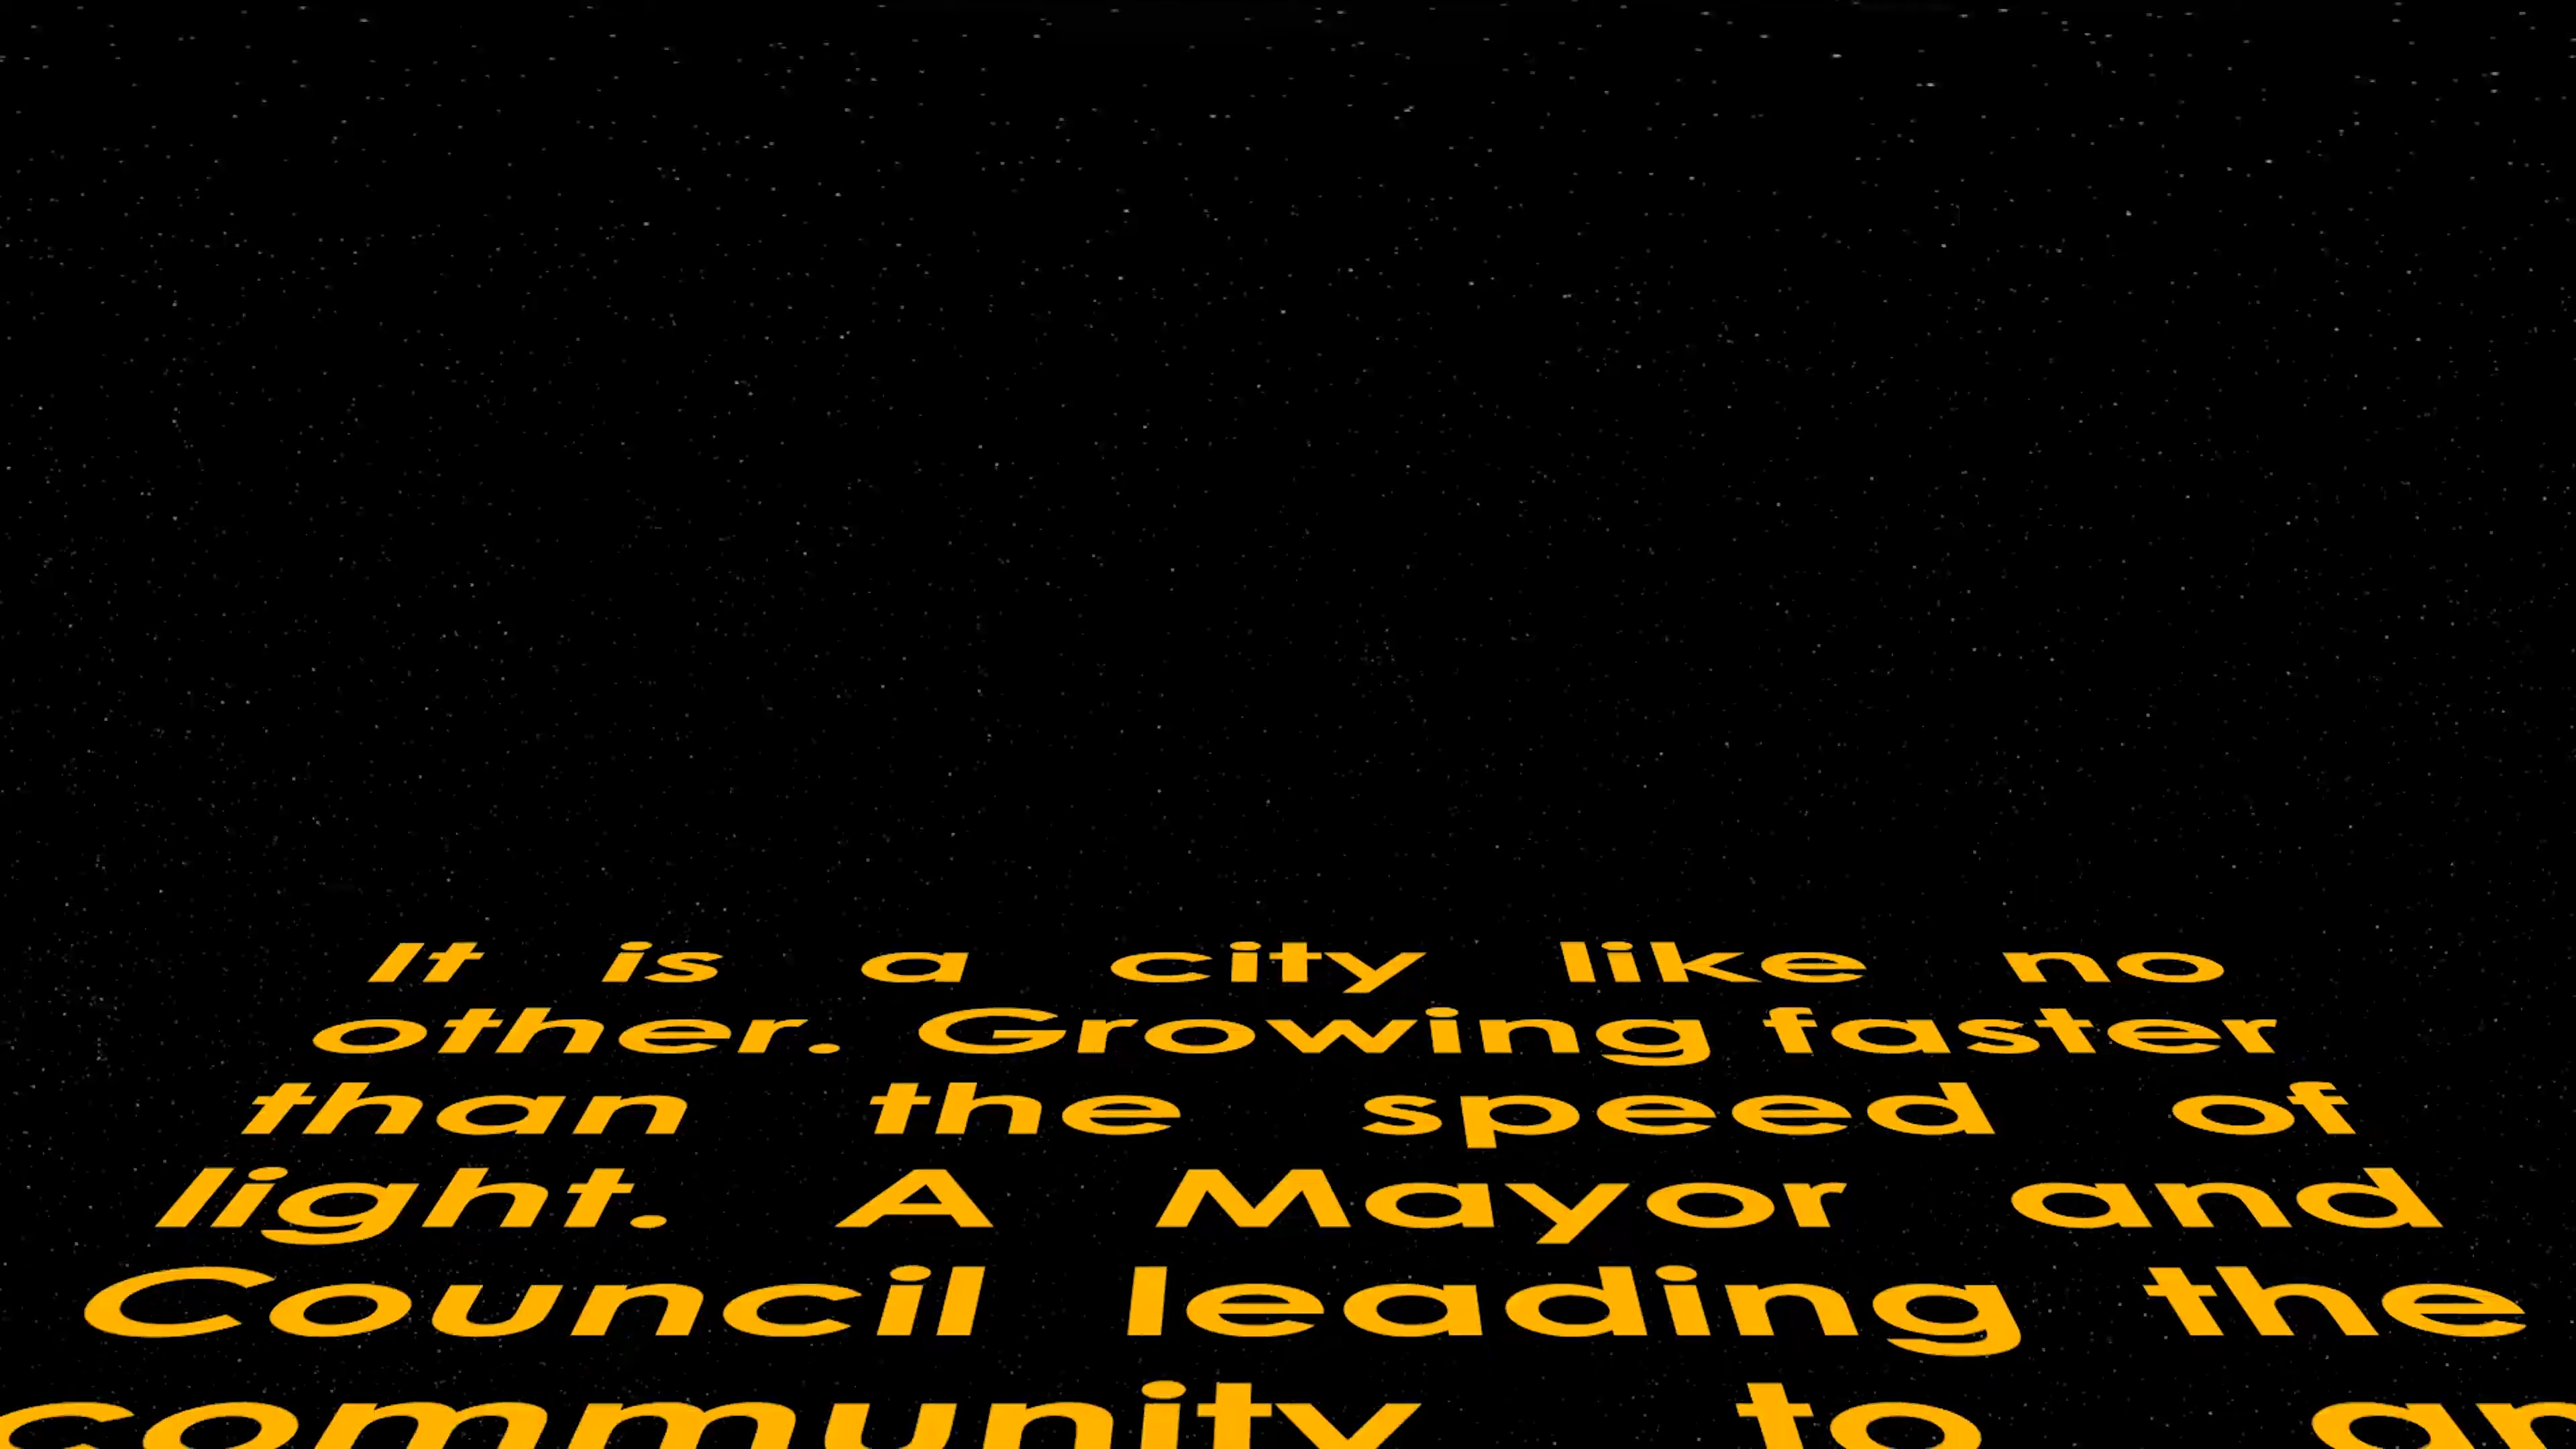 It is a city like no
other. Growing faster
than the speed of
light. A Mayor and
Council leading the
community to